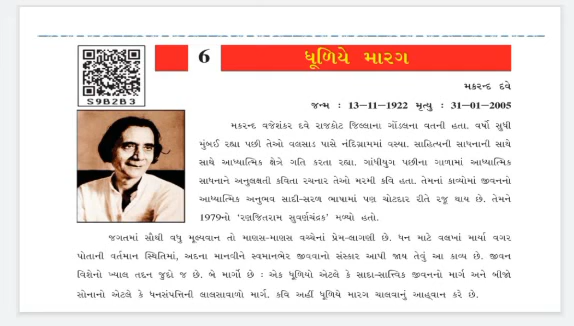 6
ધૂળિયે મારગ
S9B2B3
મકરન્દ દવે
જન્મ : 13-11-1922 મૃત્યુ : 31-01-2005
મકરન્દ વજેશંકર દવે રાજકોટ જિલ્લાના ગોંડલના વતની હતા. વર્ષો સુધી
મુંબઈ રહ્યા પછી તેઓ વલસાડ પાસે નંદિગ્રામમાં વસ્યા. સાહિત્યની સાધનાની સાથે
સાથે આધ્યાત્મિક ક્ષેત્રે ગતિ કરતા રહ્યા. ગાંધીયુગ પછીના ગાળામાં આધ્યાત્મિક
સાધનાને અનુલક્ષતી કવિતા રચનાર તેઓ મરમી કવિ હતા. તેમનાં કાવ્યોમાં જીવનનો
આધ્યાત્મિક અનુભવ સાદી-સરળ ભાષામાં પણ ચોટદાર રીતે રજૂ થાય છે. તેમને
1979નો 'રણજિતરામ સુવર્ણચંદ્રક' મળ્યો હતો.
જગતમાં સૌથી વધુ મૂલ્યવાન તો માણસ-માણસ વચ્ચેનાં પ્રેમ-લાગણી છે. ધન માટે વલખાં માર્યા વગર
પોતાની વર્તમાન સ્થિતિમાં, અદના માનવીને સ્વમાનભેર જીવવાનો સંસ્કાર આપી જાય તેવું આ કાવ્ય છે. જીવન
વિશેનો ખ્યાલ તદ્દન જુદો જ છે. બે માર્ગો છે : એક ધૂળિયો એટલે કે સાદા-સાત્ત્વિક જીવનનો માર્ગ અને બીજો
સોનાનો એટલે કે ધનસંપત્તિની લાલસાવાળો માર્ગ. કવિ અહીં ધૂળિયે મારગ ચાલવાનું આહ્વાન કરે છે.